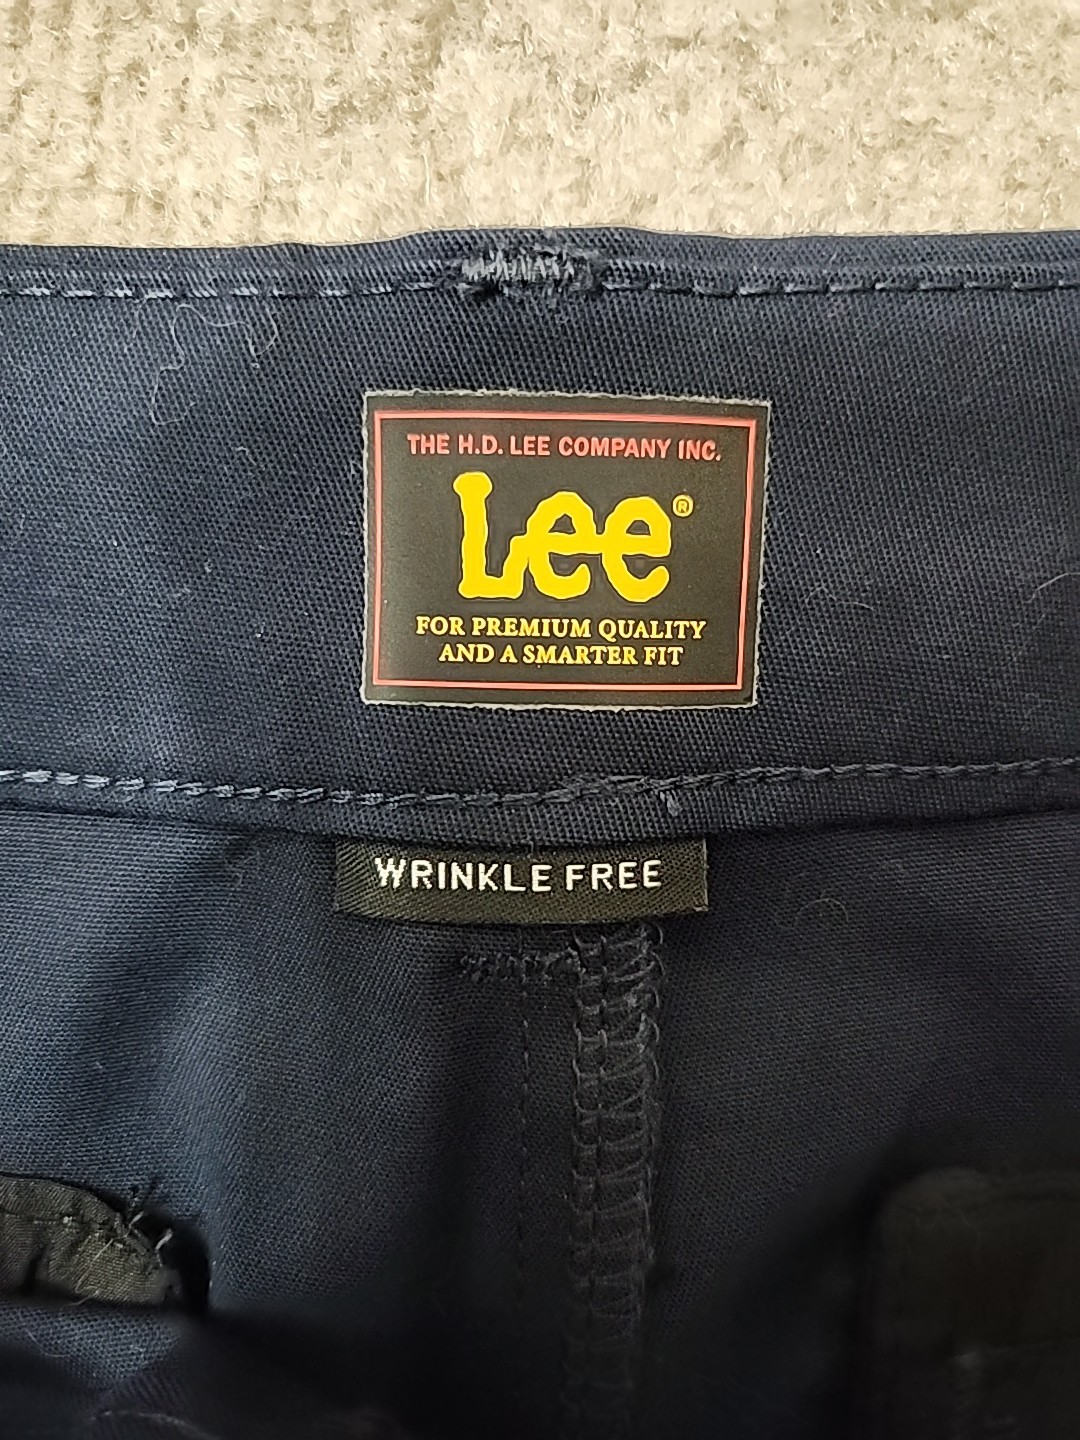 THE H.D. LEE COMPANY INC.
Lee®
FOR PREMIUM QUALITY
AND A SMARTER FIT
WRINKLE FREE